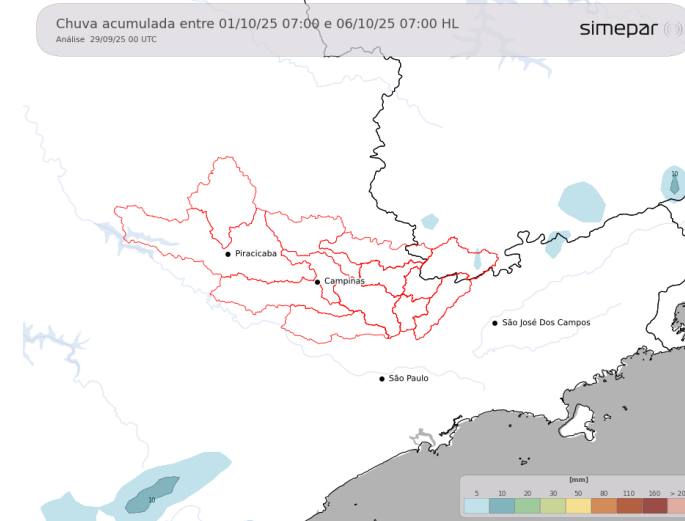 Chuva acumulada entre 01/10/25 07:00 e 06/10/25 07:00 HL
simepar
Análise 29/09/25 00 UTC
10
Piracicaba
Campinas
São José Dos Campos
São Paulo
10
[mm]
5 10 20 30 50 80 110 160 > 20